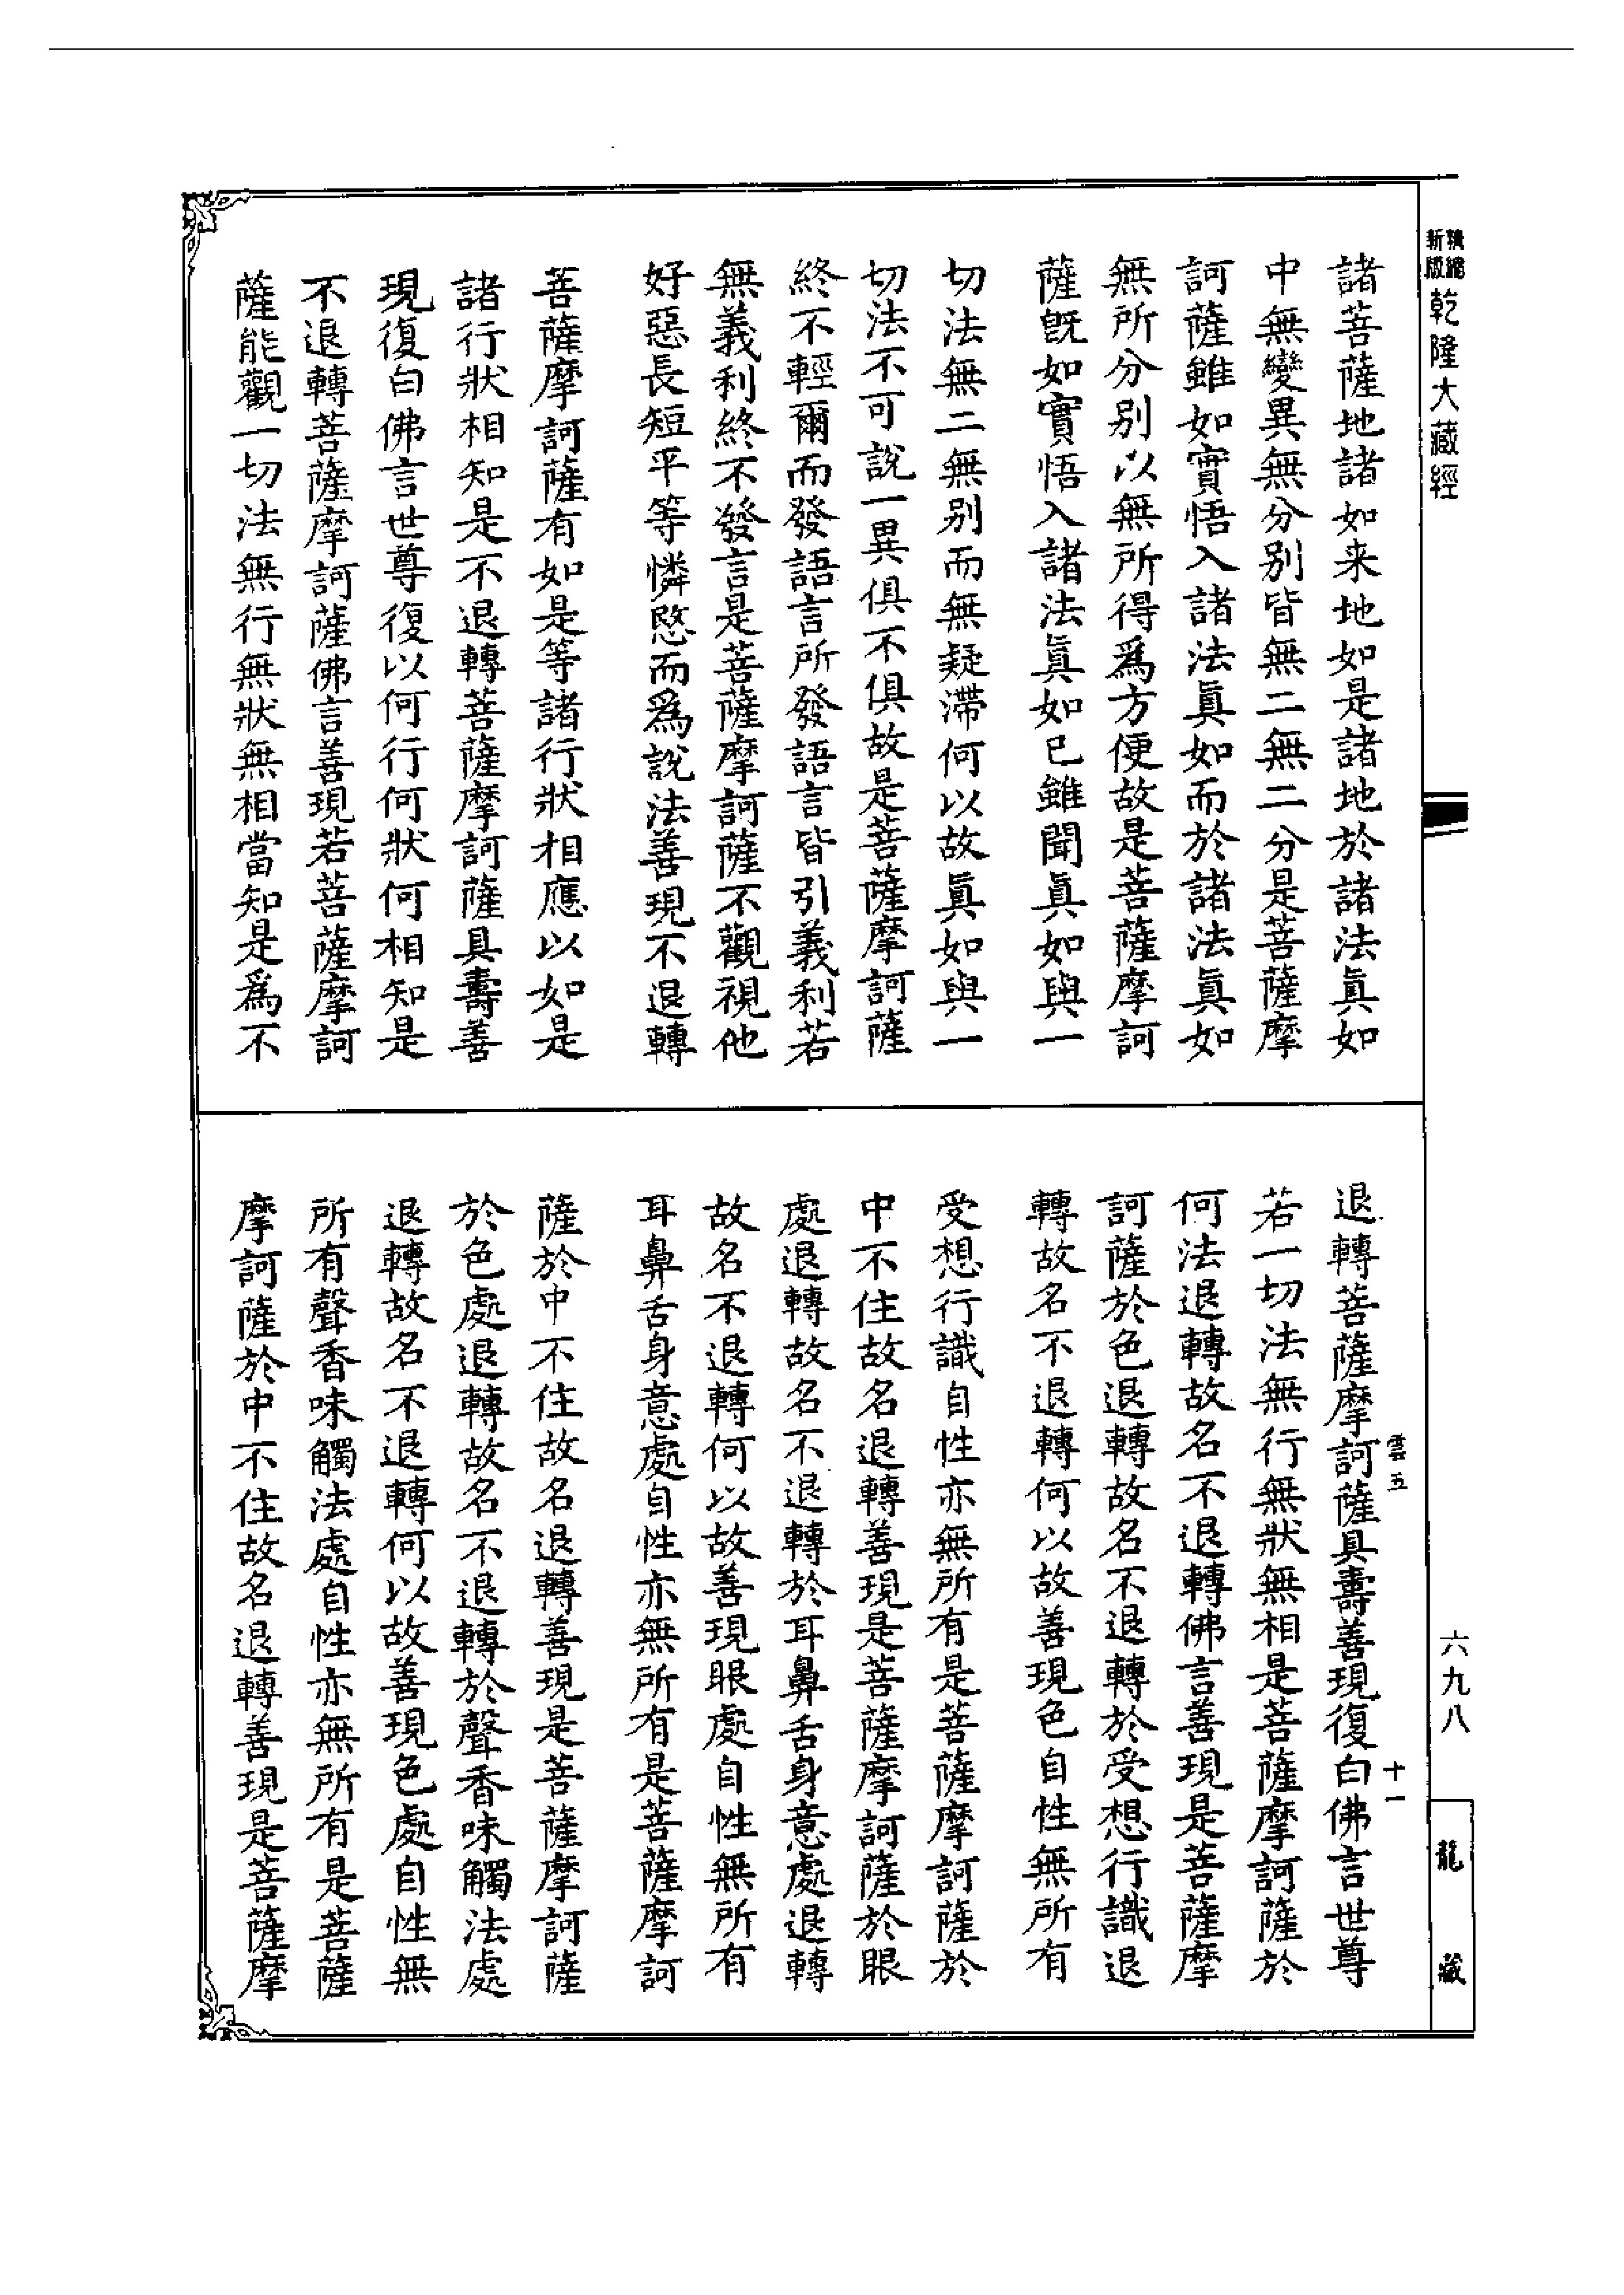 精縮新版乾隆大藏經
諸菩薩地諸如来地如是諸地於諸法眞如
中無變異無分別皆無二無二分是菩薩摩
訶薩雖如實悟入諸法眞如而於諸法眞如
無所分別以無所得爲方便故是菩薩摩訶
薩旣如實悟入諸法眞如已雖聞眞如與一
切法無二無别而無疑滯何以故眞如與一
切法不可說一異俱不俱故是菩薩摩訶薩
終不輕爾而發語言所發語言皆引義利若
無義利終不發言是菩薩摩訶薩不觀視他
好惡長短平等憐愍而爲說法善現不退轉
菩薩摩訶薩有如是等諸行狀相應以如是
諸行狀相知是不退轉菩薩摩訶薩具壽善
現復白佛言世尊復以何行何狀何相知是
不退轉菩薩摩訶薩佛言善現若菩薩摩訶
薩能觀一切法無行無狀無相當知是爲不
退轉菩薩摩訶薩具壽善現復白佛言世尊
若一切法無行無狀無相是菩薩摩訶薩於
何法退轉故名不退轉佛言善現是菩薩摩
訶薩於色退轉故名不退轉於受想行識退
轉故名不退轉何以故善現色自性無所有
受想行識自性亦無所有是菩薩摩訶薩於
中不住故名退轉善現是菩薩摩訶薩於眼
處退轉故名不退轉於耳鼻舌身意處退轉
故名不退轉何以故善現眼處自性無所有
耳鼻舌身意處自性亦無所有是菩薩摩訶
薩於中不住故名退轉善現是菩薩摩訶薩
於色處退轉故名不退轉於聲香味觸法處
退轉故名不退轉何以故善現色處自性無
所有聲香味觸法處自性亦無所有是菩薩
摩訶薩於中不住故名退轉善現是菩薩摩
雲五
十一
六九八
龍藏